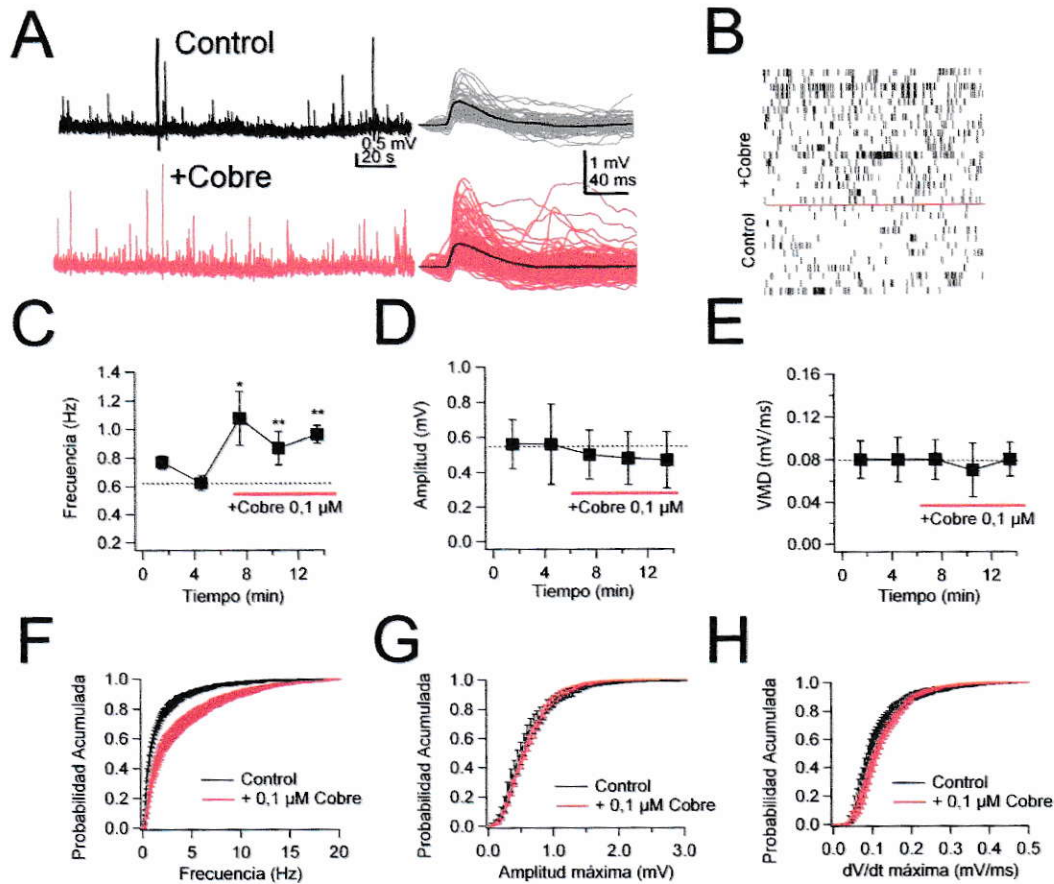 A
Control
0.5 mV
20 s
+Cobre
1 mV
40 ms
B
+Cobre
Control
C
Frecuencia (Hz)
1.4
1.2
1.0
0.8
0.6
0.4
0.2
*
**
**
+Cobre 0,1 µM
0
4
8
12
Tiempo (min)
D
Amplitud (mV)
1.0
0.8
0.6
0.4
0.2
0.0
+Cobre 0,1 µM
0
4
8
12
Tiempo (min)
E
VMD (mV/ms)
0.16
0.12
0.08
0.04
0.00
+Cobre 0,1 µM
0
4
8
12
Tiempo (min)
F
Probabilidad Acumulada
1.0
0.8
0.6
0.4
0.2
0.0
Control
+ 0,1 µM Cobre
0
5
10
15
20
Frecuencia (Hz)
G
Probabilidad Acumulada
1.0
0.8
0.6
0.4
0.2
0.0
Control
+ 0,1 µM Cobre
0.0
1.0
2.0
3.0
Amplitud máxima (mV)
H
Probabilidad Acumulada
1.0
0.8
0.6
0.4
0.2
0.0
Control
+ 0,1 µM Cobre
0.0
0.1
0.2
0.3
0.4
0.5
dV/dt máxima (mV/ms)